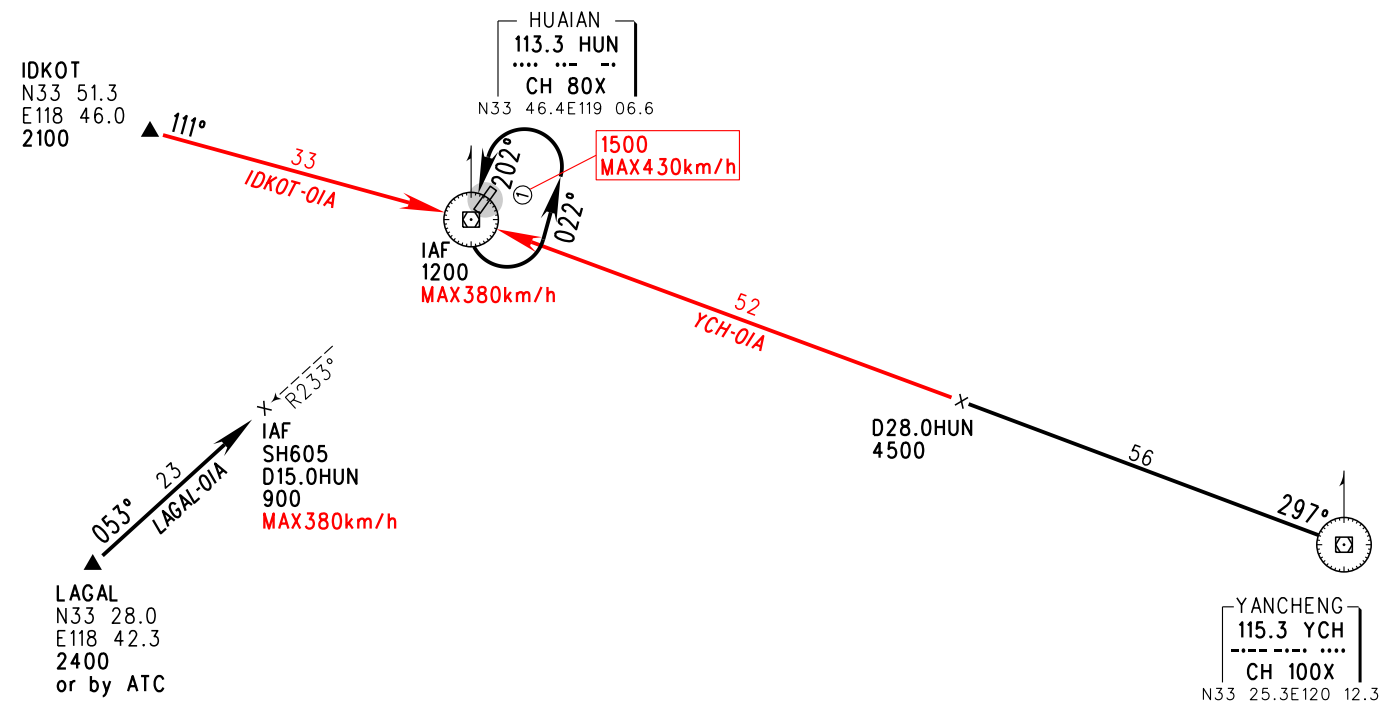 HUAIAN
113.3 HUN
CH 80X
N33 46.4E119 06.6
IDKOT
N33 51.3
E118 46.0
2100
111°
33
IDKOT-01A
202°
1
022°
1500
MAX430km/h
IAF
1200
MAX380km/h
52
YCH-01A
R233°
IAF
SH605
D15.0HUN
900
MAX380km/h
23
LAGAL-01A
053°
LAGAL
N33 28.0
E118 42.3
2400
or by ATC
D28.0HUN
4500
56
297°
YANCHENG
115.3 YCH
CH 100X
N33 25.3E120 12.3